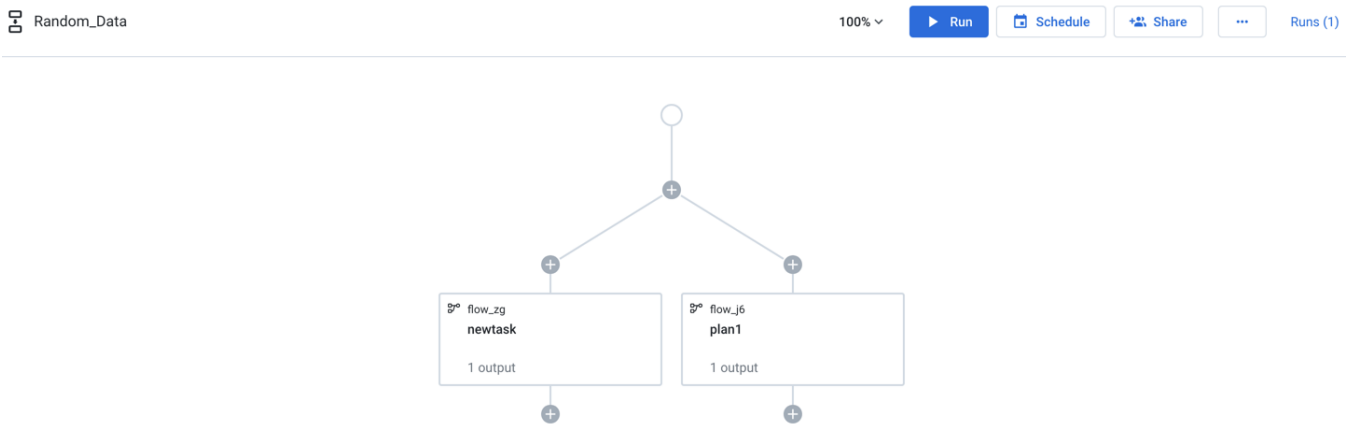 Random_Data
100%
Run
Schedule
Share
...
Runs (1)
flow_zg
newtask
1 output
flow_j6
plan1
1 output